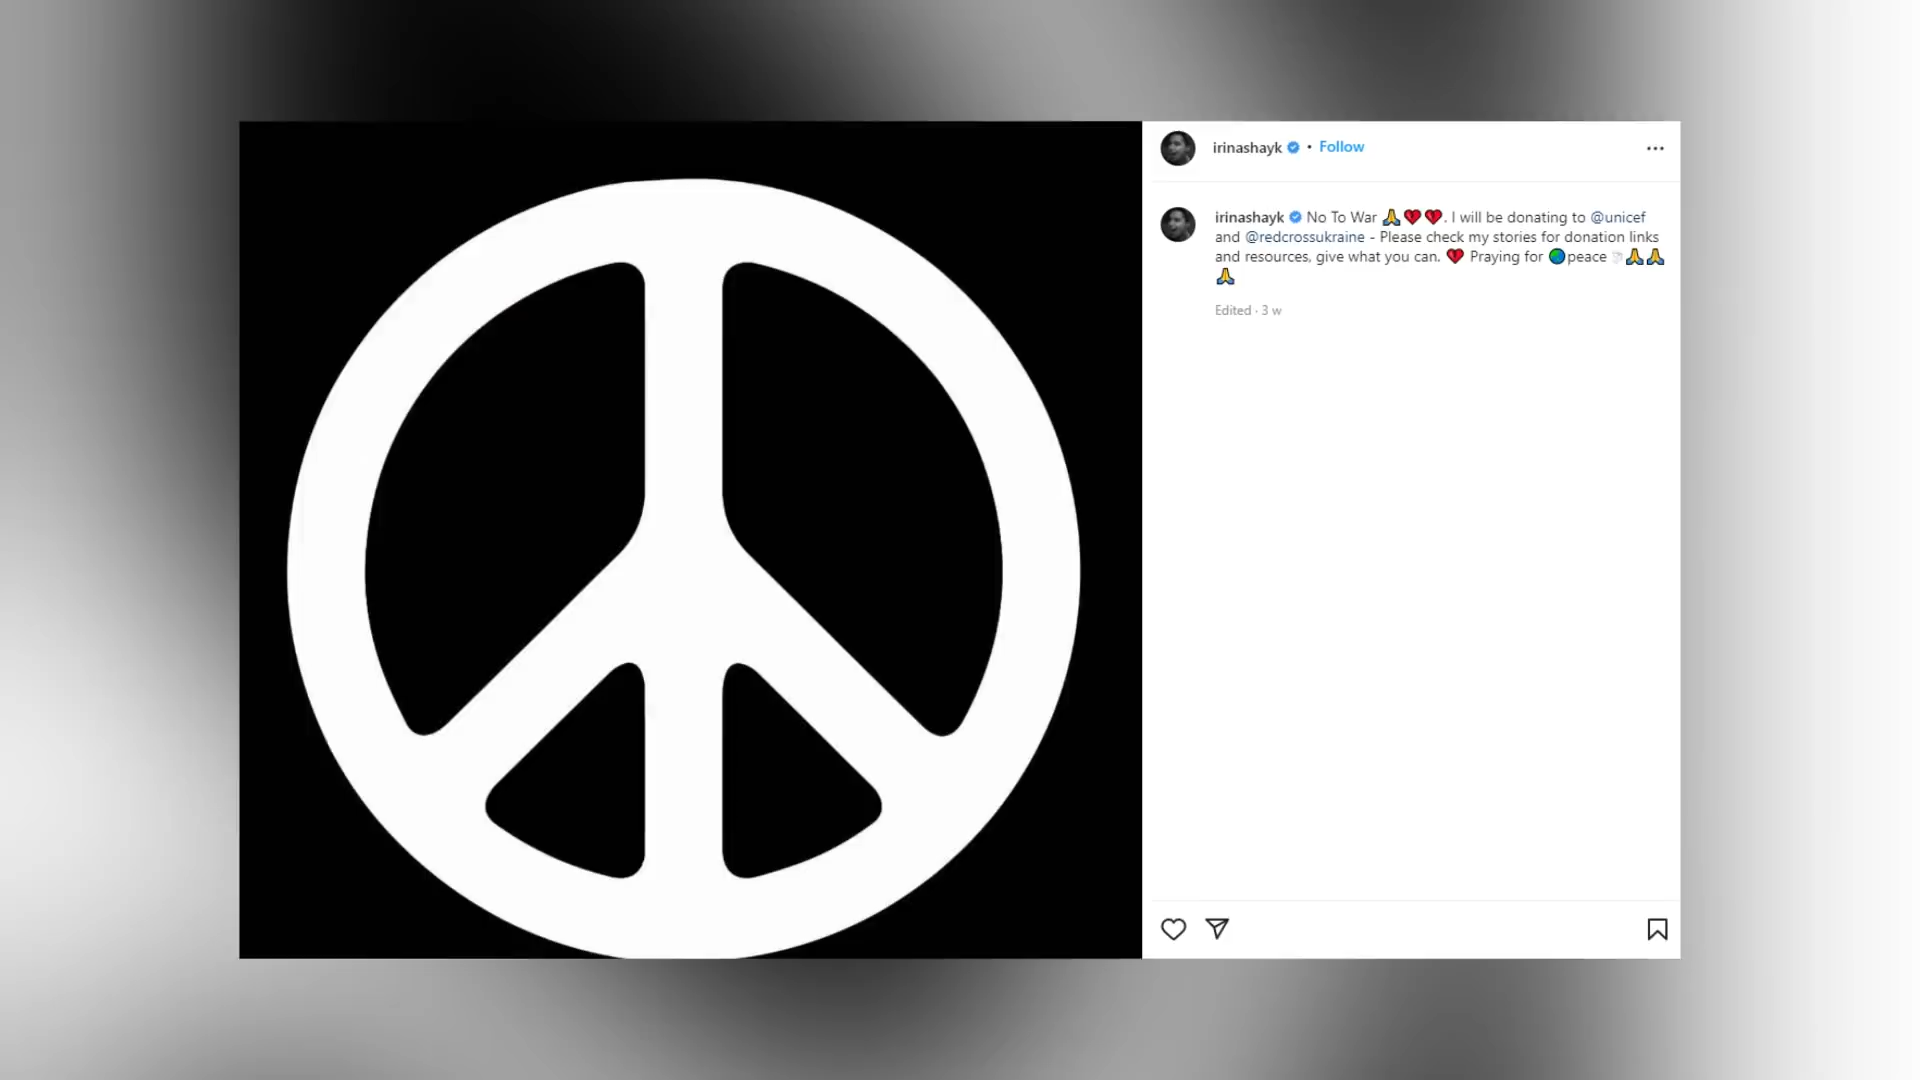 irinashayk • Follow
irinashayk No To War 🙏💔💔. I will be donating to @unicef
and @redcrossukraine - Please check my stories for donation links
and resources, give what you can. 💔 Praying for 🌏peace 🕊🙏🙏
🙏
Edited · 3 w